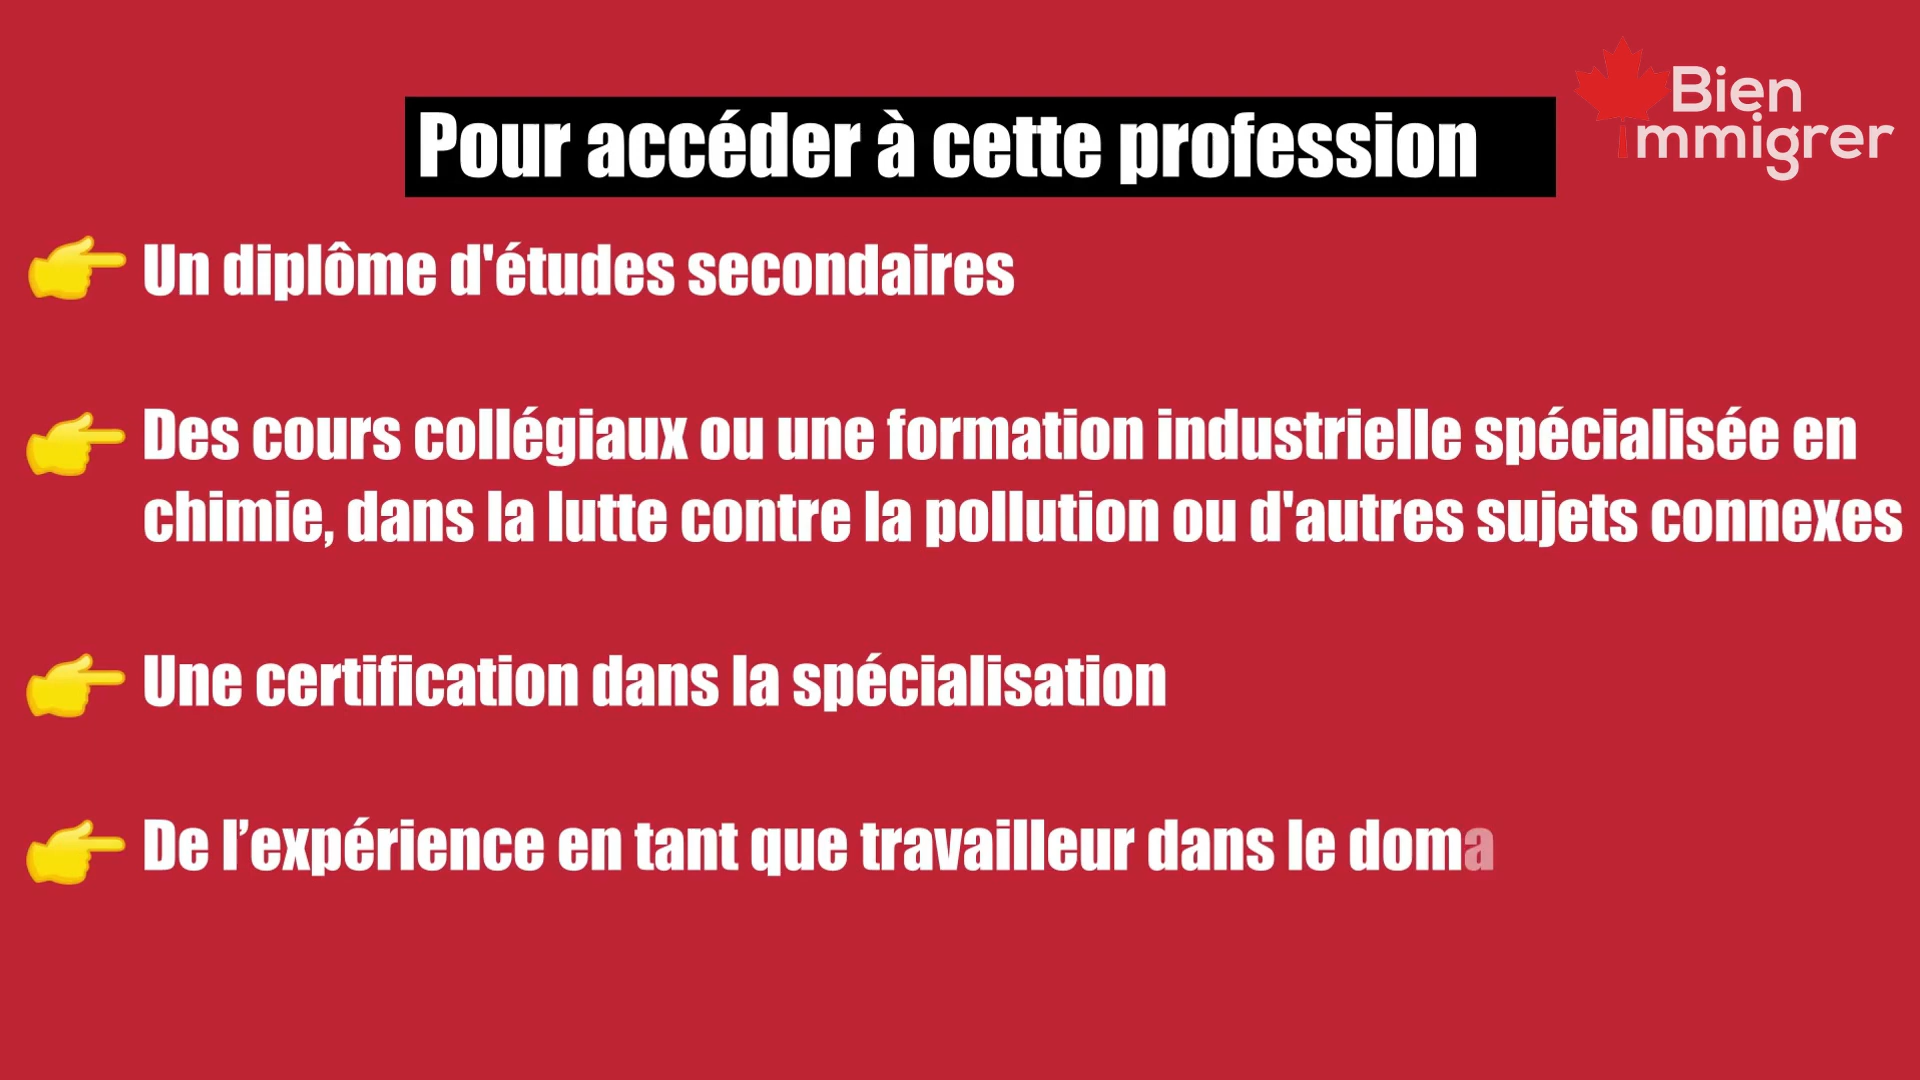 Bien
mmigrer
Pour accéder à cette profession
Un diplôme d'études secondaires
Des cours collégiaux ou une formation industrielle spécialisée en
chimie, dans la lutte contre la pollution ou d'autres sujets connexes
Une certification dans la spécialisation
De l’expérience en tant que travailleur dans le doma